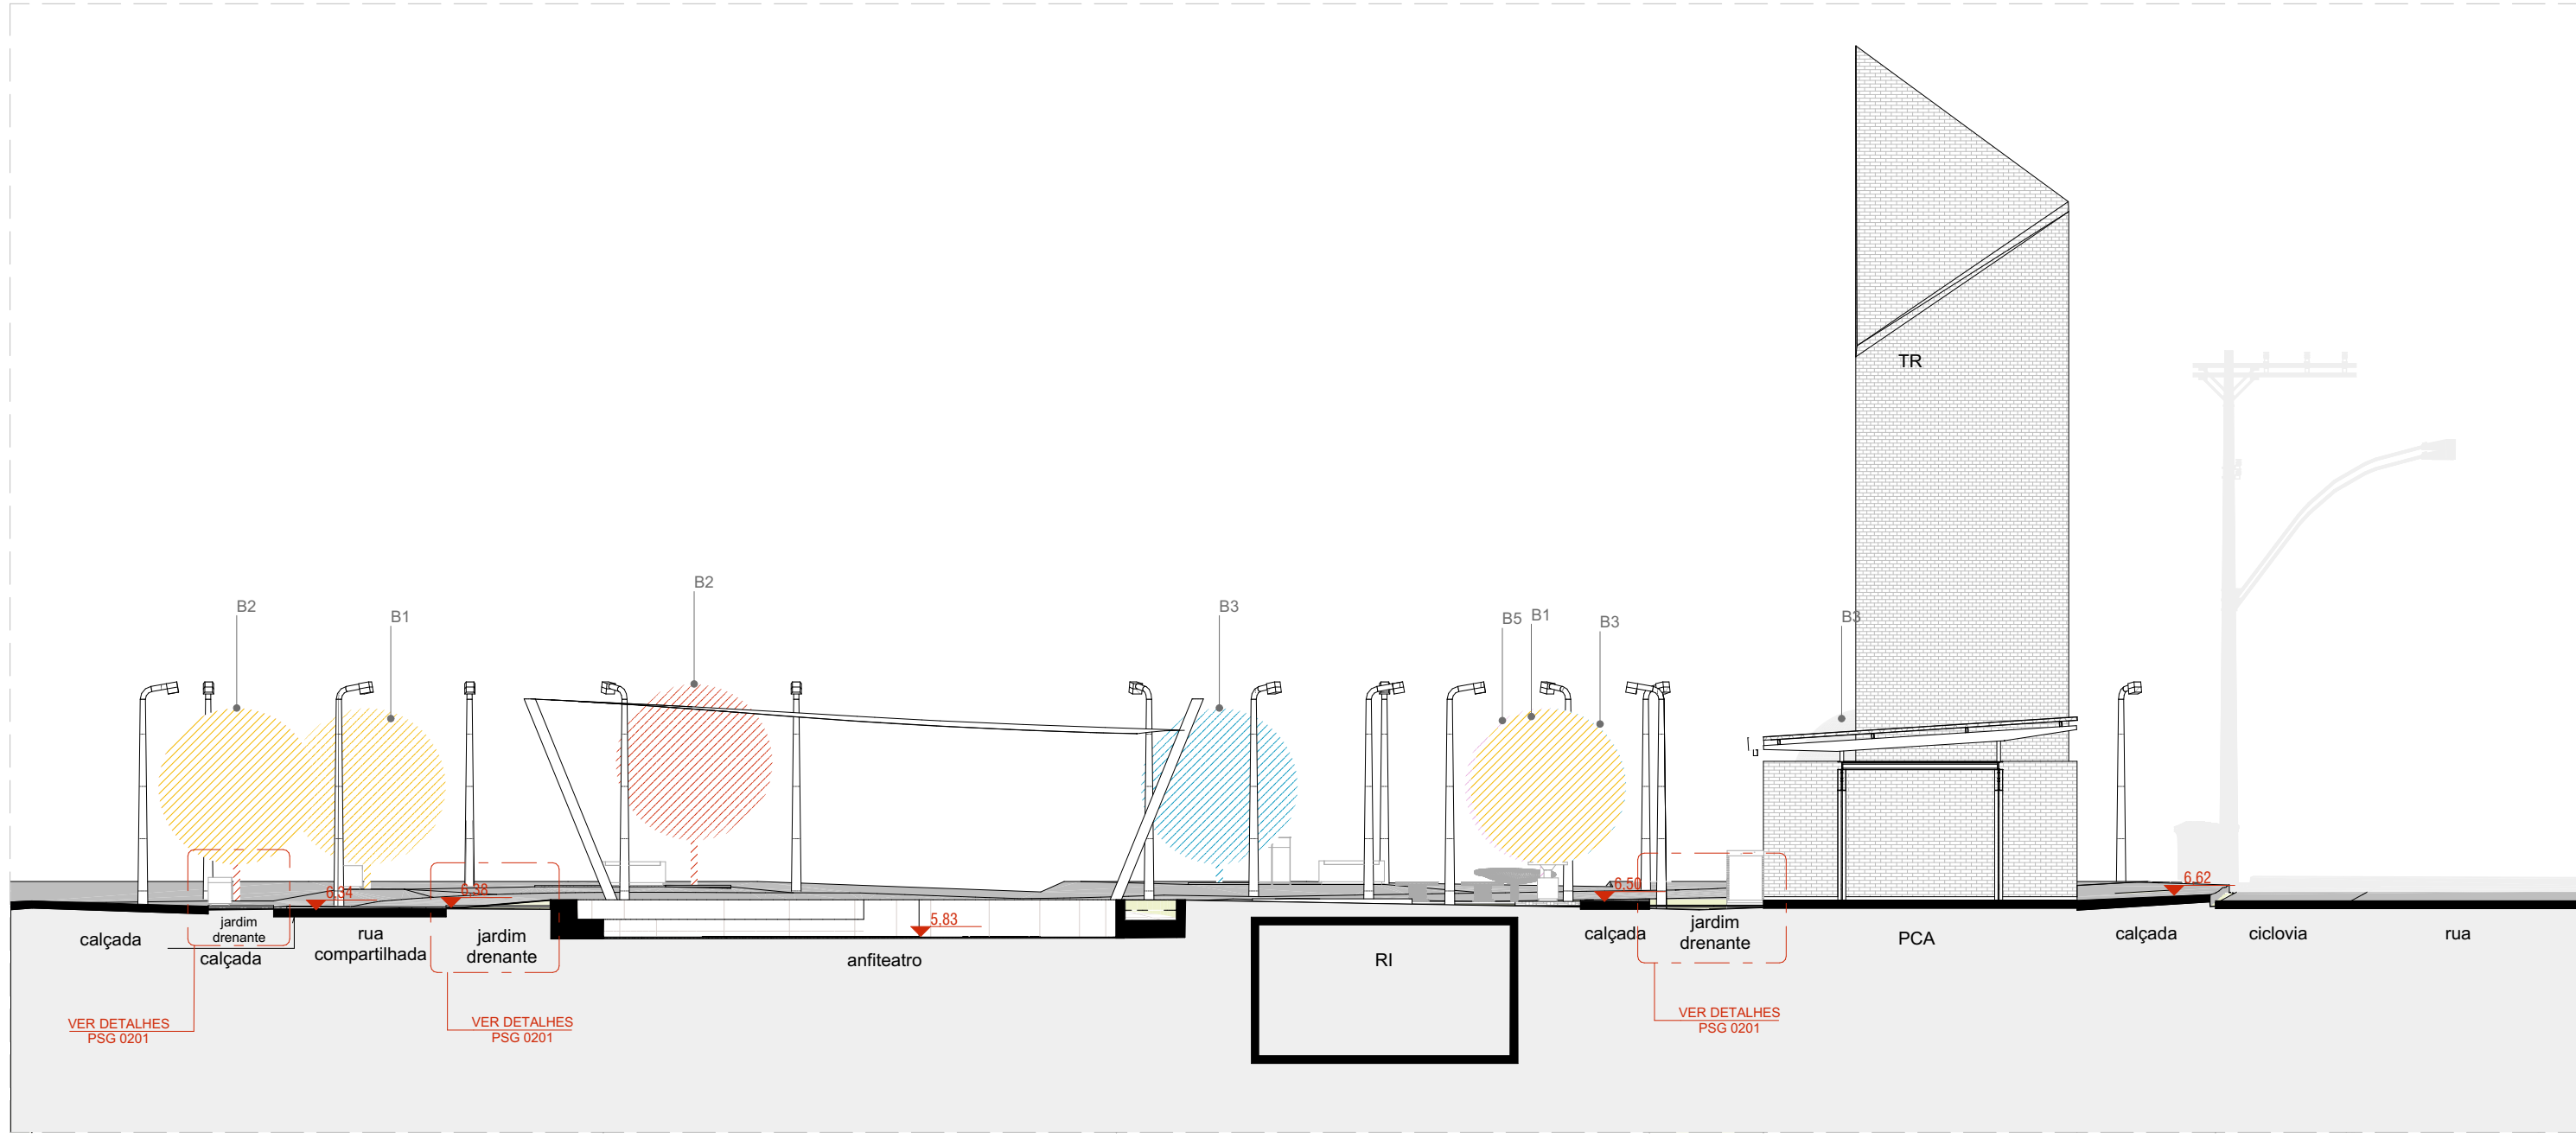 TR
B2
B1
B2
B3
B5
B1
B3
B3
6,34
6,38
5,83
6,50
6,62
calçada
jardim
drenante
calçada
rua
compartilhada
jardim
drenante
anfiteatro
RI
calçada
jardim
drenante
PCA
calçada
ciclovia
rua
VER DETALHES
PSG 0201
VER DETALHES
PSG 0201
VER DETALHES
PSG 0201